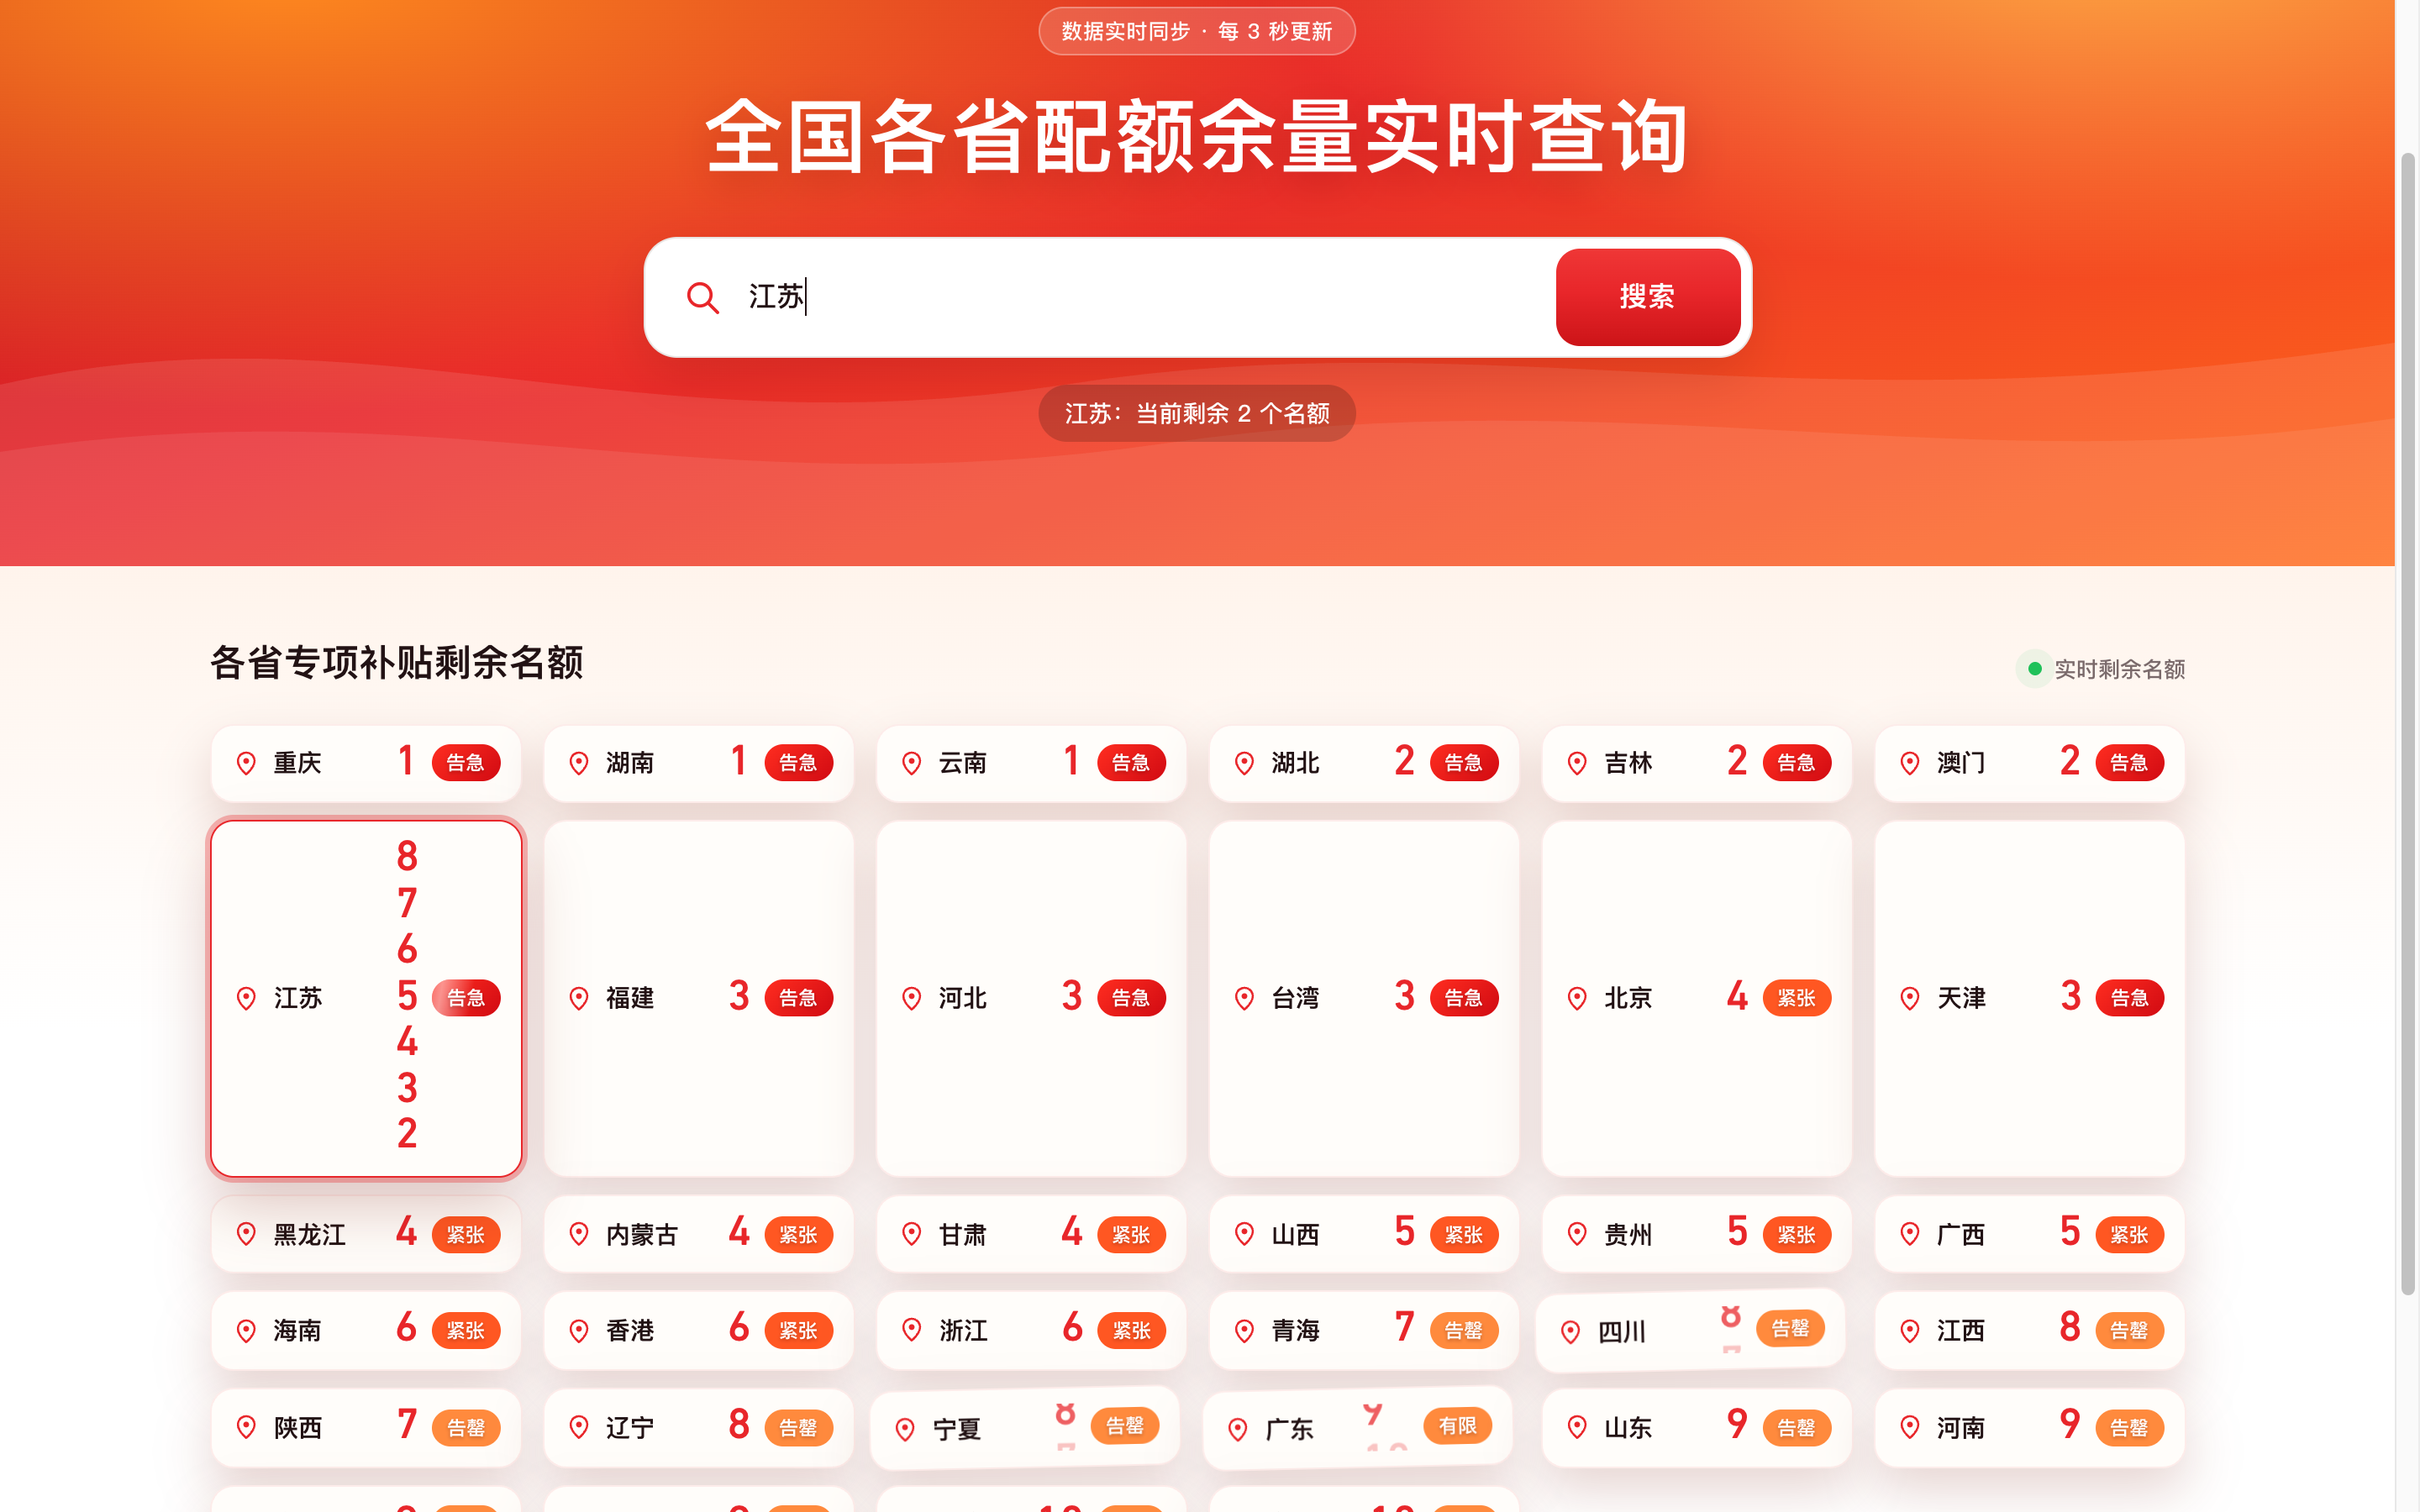 数据实时同步 · 每 3 秒更新
全国各省配额余量实时查询
江苏
搜索
江苏：当前剩余 2 个名额
各省专项补贴剩余名额
实时剩余名额
重庆 1 告急
湖南 1 告急
云南 1 告急
湖北 2 告急
吉林 2 告急
澳门 2 告急
江苏
8
7
6
5
4
3
2
告急
福建 3 告急
河北 3 告急
台湾 3 告急
北京 4 紧张
天津 3 告急
黑龙江 4 紧张
内蒙古 4 紧张
甘肃 4 紧张
山西 5 紧张
贵州 5 紧张
广西 5 紧张
海南 6 紧张
香港 6 紧张
浙江 6 紧张
青海 7 告罄
四川 告罄
江西 8 告罄
陕西 7 告罄
辽宁 8 告罄
宁夏 告罄
广东 有限
山东 9 告罄
河南 9 告罄